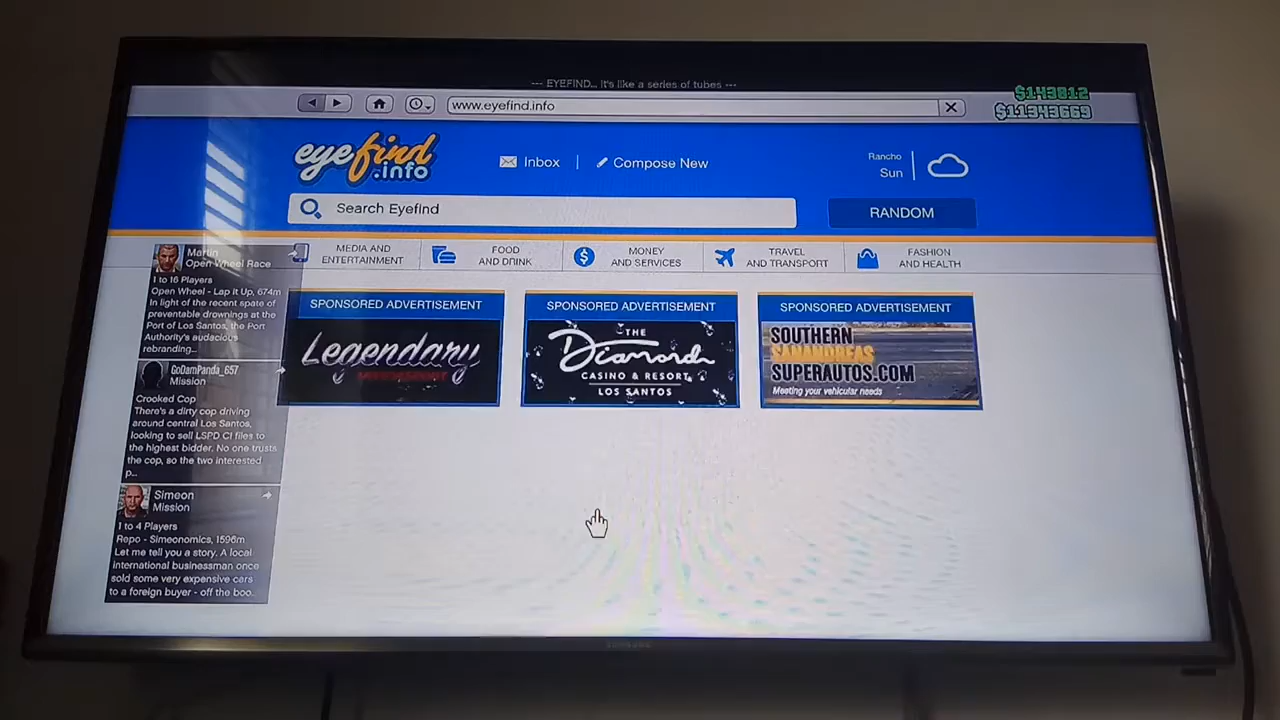 --- EYEFIND... it's like a series of tubes ---
www.eyefind.info
$143812
$11343669
eyefind
.info
Inbox
Compose New
Rancho
Sun
Search Eyefind
RANDOM
MEDIA AND
ENTERTAINMENT
FOOD
AND DRINK
MONEY
AND SERVICES
TRAVEL
AND TRANSPORT
FASHION
AND HEALTH
Martin
Open Wheel Race
1 to 16 Players
Open Wheel - Lap It Up, 674m
In light of the recent spate of
preventable drownings at the
Port of Los Santos, the Port
Authority's audacious
rebranding...
GoDamPanda_657
Mission
Crooked Cop
There's a dirty cop driving
around central Los Santos,
looking to sell LSPD CI files to
the highest bidder. No one trusts
the cop, so the two interested
p...
Simeon
Mission
1 to 4 Players
Repo - Simeonomics, 1596m
Let me tell you a story. A local
international businessman once
sold some very expensive cars
to a foreign buyer - off the boo..
SPONSORED ADVERTISEMENT
Legendary
SPONSORED ADVERTISEMENT
THE
Diamond
CASINO & RESORT
LOS SANTOS
SPONSORED ADVERTISEMENT
SOUTHERN
SANANDREAS
SUPERAUTOS.COM
Meeting your vehicular needs
SAMSUNG